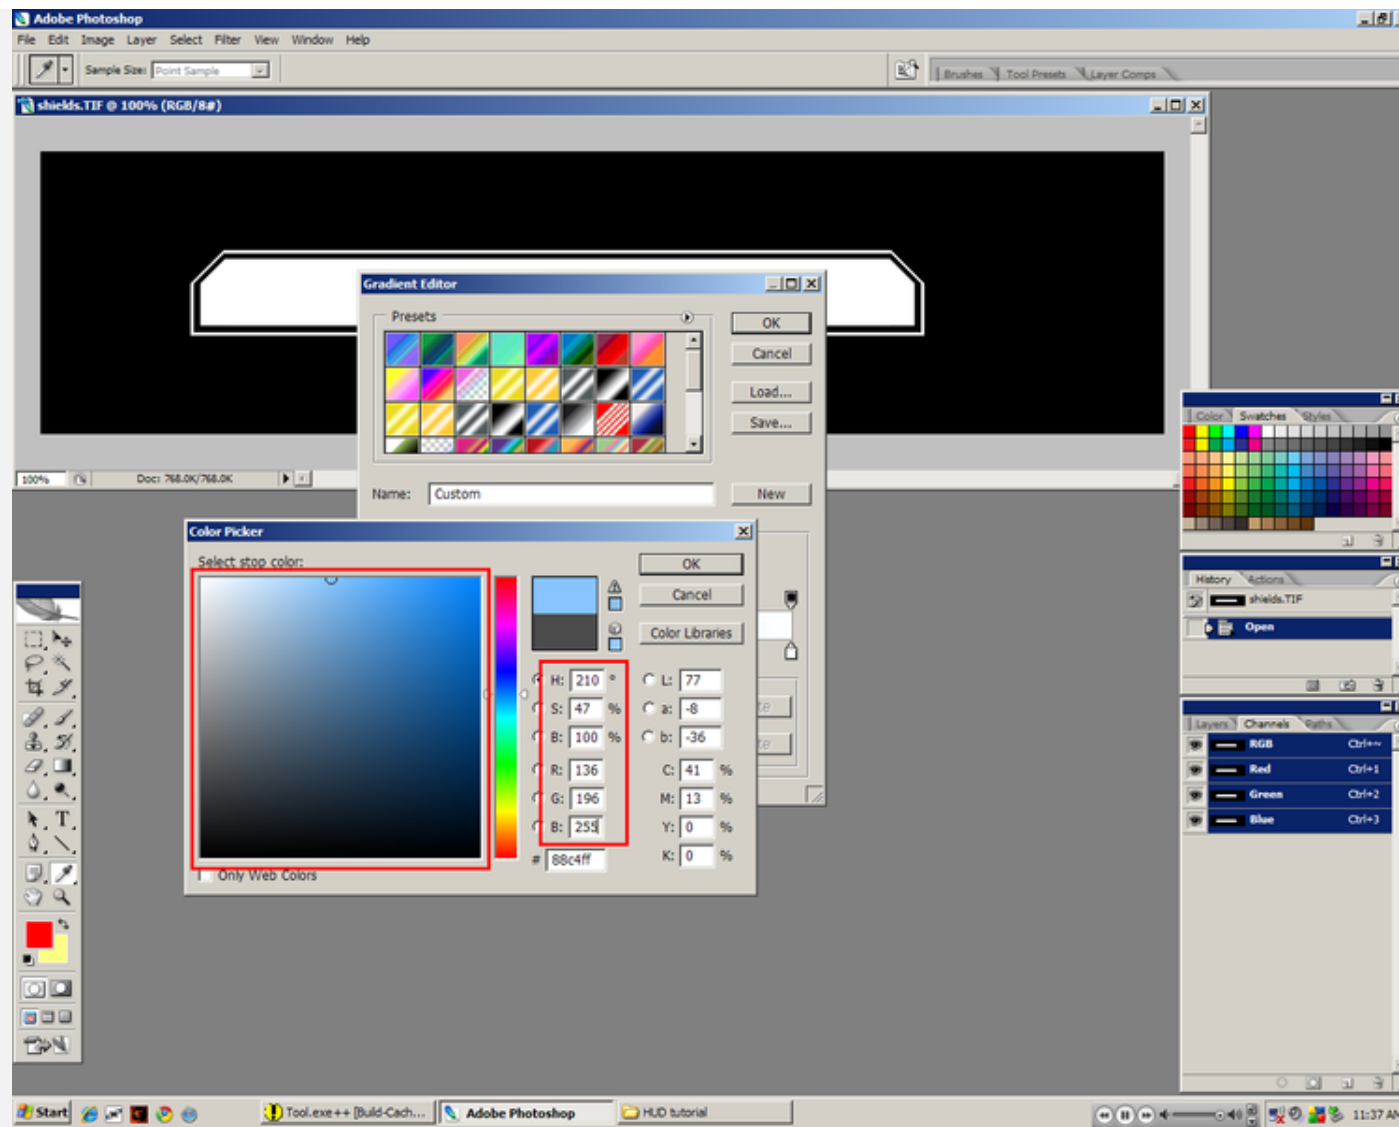 Adobe Photoshop
File Edit Image Layer Select Filter View Window Help
Sample Size: Point Sample
Brushes Tool Presets Layer Comps
shields.TIF @ 100% (RGB/8#)
Gradient Editor
Presets
OK
Cancel
Load...
Save...
Color Swatches Styles
100% Doc: 768.0K/768.0K
Name: Custom New
Color Picker
Select stop color:
OK
Cancel
Color Libraries
H: 210 ° L: 77
S: 47 % a: -8
B: 100 % b: -36
R: 136 C: 41 %
G: 196 M: 13 %
B: 255 Y: 0 %
# 88c4ff K: 0 %
Only Web Colors
History Actions
shields.TIF
Open
Layers Channels Paths
RGB Ctrl+~
Red Ctrl+1
Green Ctrl+2
Blue Ctrl+3
Start Tool.exe++ [Build-Cach... Adobe Photoshop HUD tutorial 11:37 AM